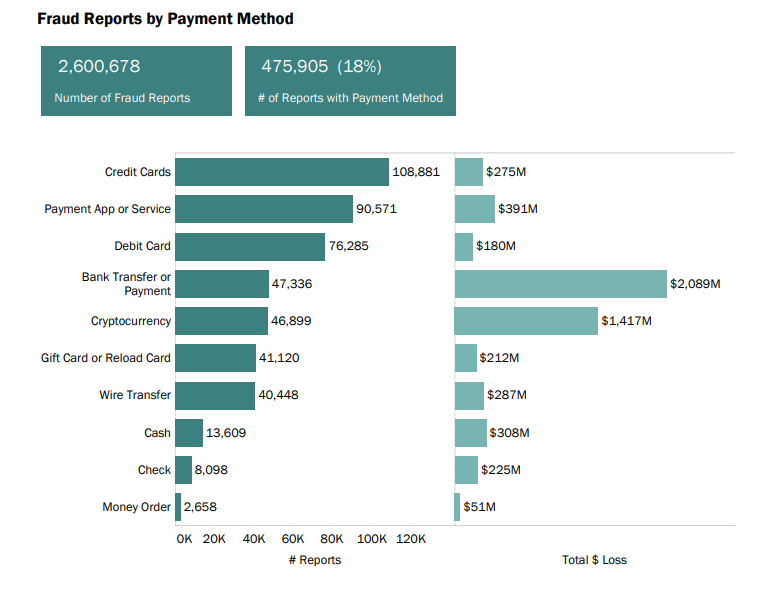 Fraud Reports by Payment Method
2,600,678
Number of Fraud Reports
475,905 (18%)
# of Reports with Payment Method
Credit Cards 108,881 $275M
Payment App or Service 90,571 $391M
Debit Card 76,285 $180M
Bank Transfer or
Payment 47,336 $2,089M
Cryptocurrency 46,899 $1,417M
Gift Card or Reload Card 41,120 $212M
Wire Transfer 40,448 $287M
Cash 13,609 $308M
Check 8,098 $225M
Money Order 2,658 $51M
0K 20K 40K 60K 80K 100K 120K
# Reports Total $ Loss